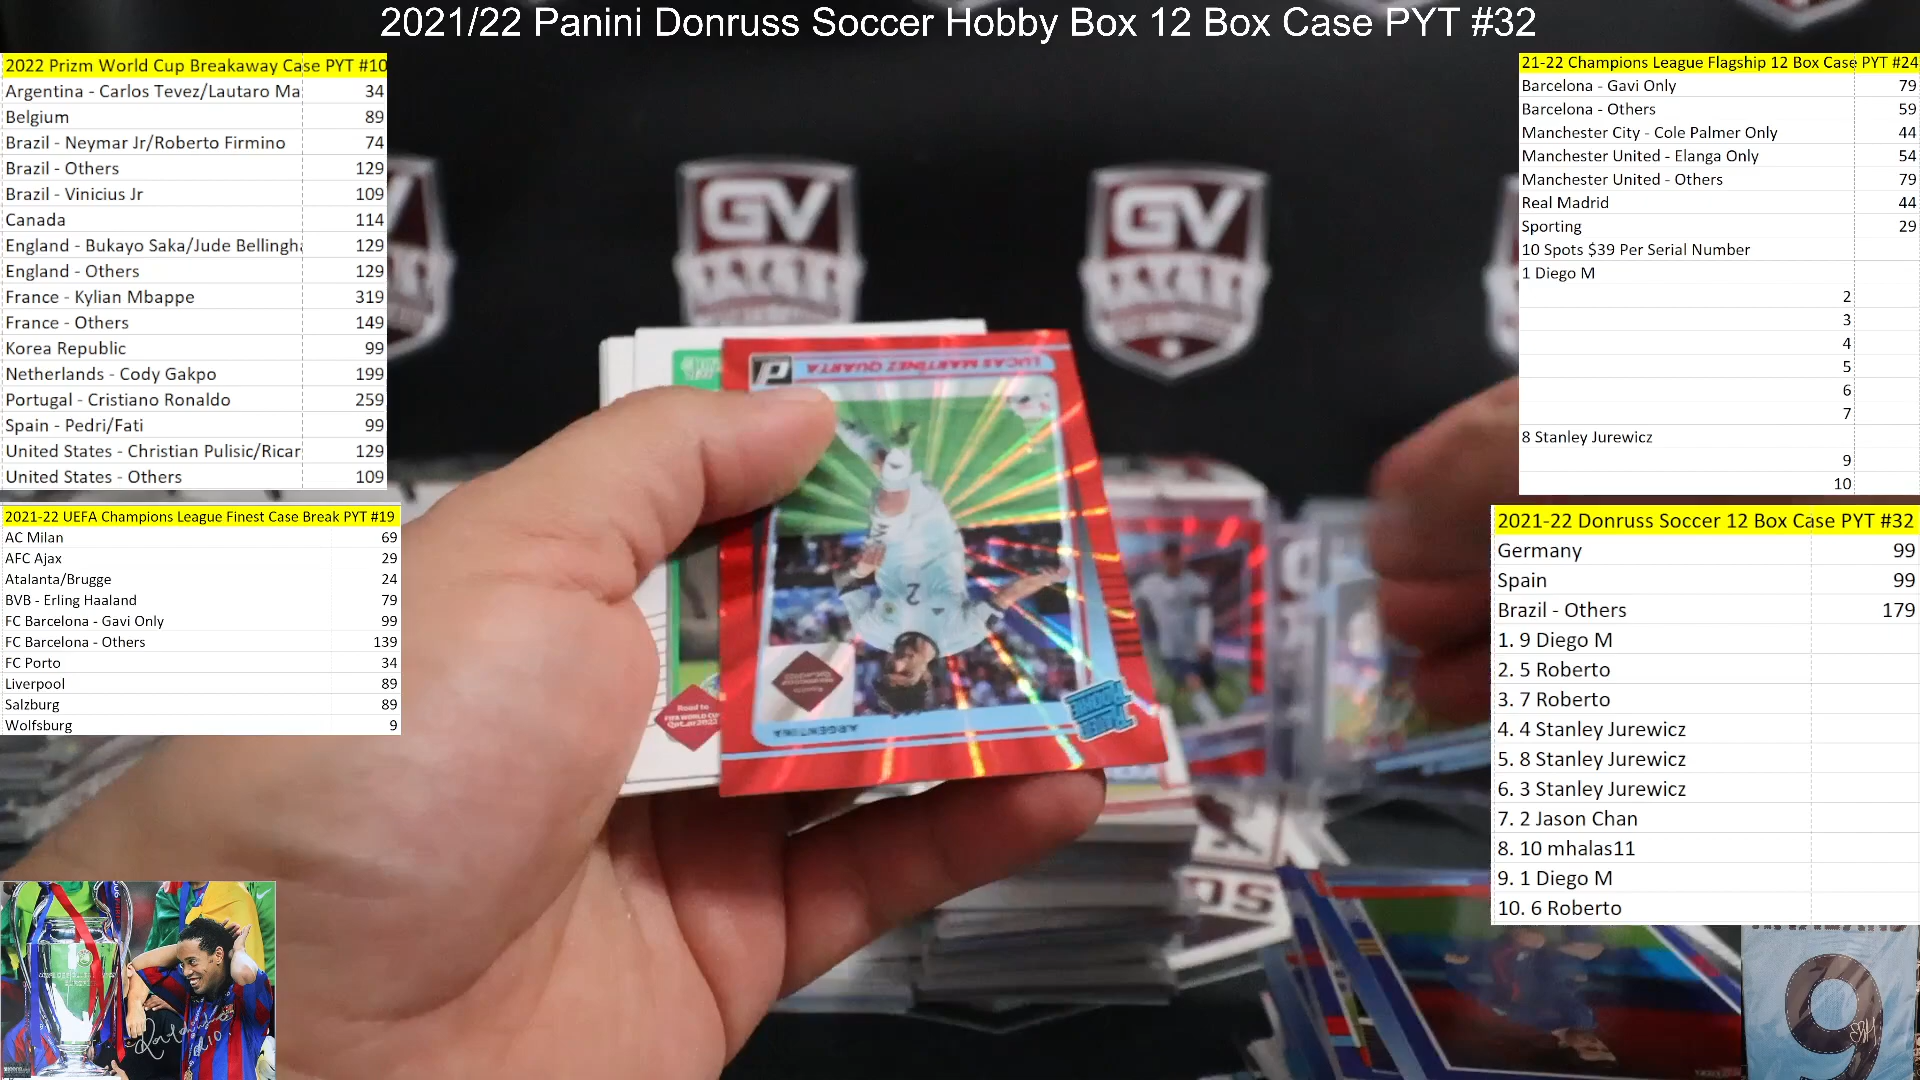 2021/22 Panini Donruss Soccer Hobby Box 12 Box Case PYT #32
2022 Prizm World Cup Breakaway Case PYT #10
Argentina - Carlos Tevez/Lautaro Ma 34
Belgium 89
Brazil - Neymar Jr/Roberto Firmino 74
Brazil - Others 129
Brazil - Vinicius Jr 109
Canada 114
England - Bukayo Saka/Jude Bellingha 129
England - Others 129
France - Kylian Mbappe 319
France - Others 149
Korea Republic 99
Netherlands - Cody Gakpo 199
Portugal - Cristiano Ronaldo 259
Spain - Pedri/Fati 99
United States - Christian Pulisic/Ricar 129
United States - Others 109
2021-22 UEFA Champions League Finest Case Break PYT #19
AC Milan 69
AFC Ajax 29
Atalanta/Brugge 24
BVB - Erling Haaland 79
FC Barcelona - Gavi Only 99
FC Barcelona - Others 139
FC Porto 34
Liverpool 89
Salzburg 89
Wolfsburg 9
21-22 Champions League Flagship 12 Box Case PYT #24
Barcelona - Gavi Only 79
Barcelona - Others 59
Manchester City - Cole Palmer Only 44
Manchester United - Elanga Only 54
Manchester United - Others 79
Real Madrid 44
Sporting 29
10 Spots $39 Per Serial Number
1 Diego M
2
3
4
5
6
7
8 Stanley Jurewicz
9
10
2021-22 Donruss Soccer 12 Box Case PYT #32
Germany 99
Spain 99
Brazil - Others 179
1. 9 Diego M
2. 5 Roberto
3. 7 Roberto
4. 4 Stanley Jurewicz
5. 8 Stanley Jurewicz
6. 3 Stanley Jurewicz
7. 2 Jason Chan
8. 10 mhalas11
9. 1 Diego M
10. 6 Roberto
GV
GV
LUCAS MARTINEZ QUARTA
2
ARGENTINA
RATED ROOKIE
Road to
FIFA WORLD CUP
Qatar2022
9